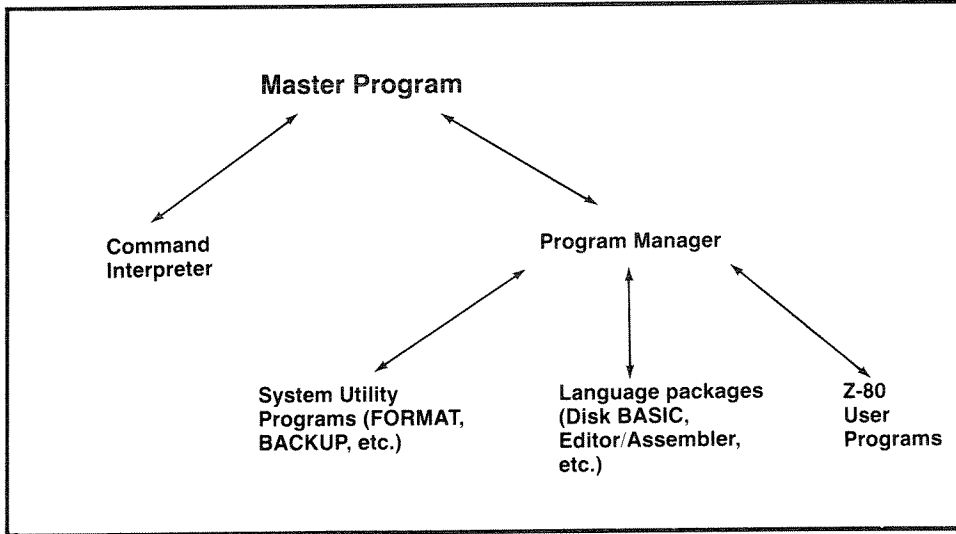 Master Program
Command
Interpreter
Program Manager
System Utility
Programs (FORMAT,
BACKUP, etc.)
Language packages
(Disk BASIC,
Editor/Assembler,
etc.)
Z-80
User
Programs